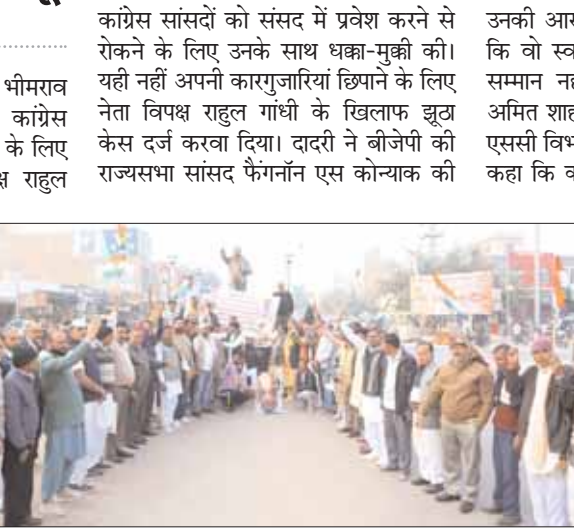 भीमराव
कांग्रेस
के लिए
राहुल
कांग्रेस सांसदों को संसद में प्रवेश करने से
रोकने के लिए उनके साथ धक्का-मुक्की की।
यही नहीं अपनी कारगुजारियां छिपाने के लिए
नेता विपक्ष राहुल गांधी के खिलाफ झूठा
केस दर्ज करवा दिया। दादरी ने बीजेपी की
राज्यसभा सांसद फैंगनॉन एस कोन्याक की
उनकी
कि वो
सम्मान
अमित शाह
एससी
कहा कि